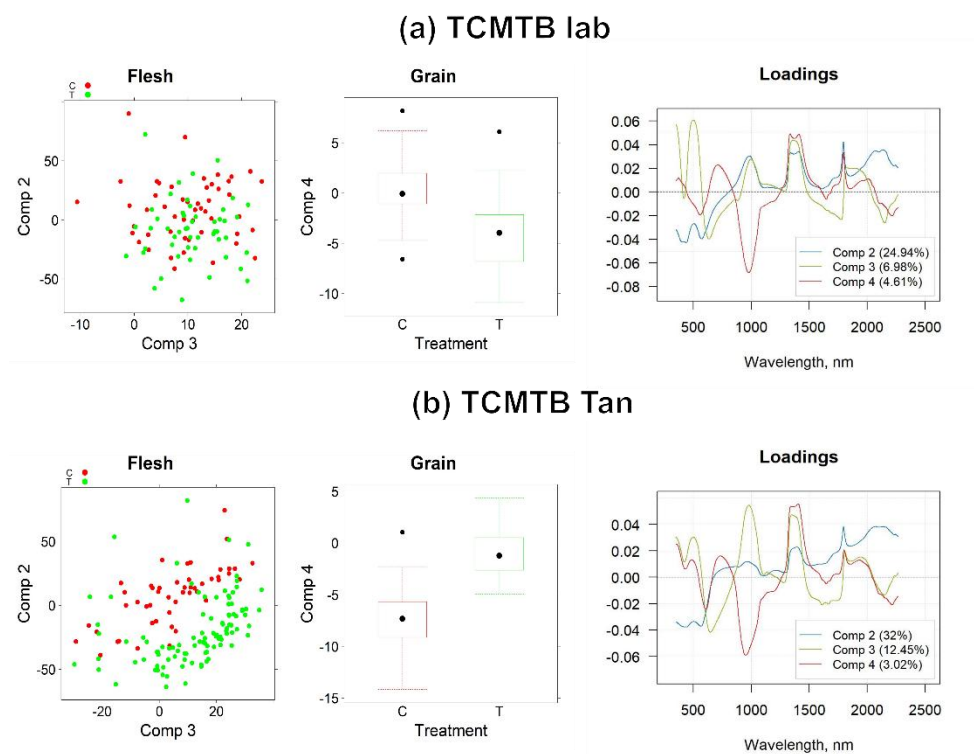 (a) TCMTB lab
Flesh
C
T
Comp 2
50
0
-50
-10
0
10
20
Comp 3
Grain
Comp 4
5
0
-5
-10
C
T
Treatment
Loadings
0.06
0.04
0.02
0.00
-0.02
-0.04
-0.06
-0.08
Comp 2 (24.94%)
Comp 3 (6.98%)
Comp 4 (4.61%)
500
1000
1500
2000
2500
Wavelength, nm
(b) TCMTB Tan
Flesh
C
T
Comp 2
50
0
-50
-20
0
20
Comp 3
Grain
Comp 4
5
0
-5
-10
-15
C
T
Treatment
Loadings
0.04
0.02
0.00
-0.02
-0.04
-0.06
Comp 2 (32%)
Comp 3 (12.45%)
Comp 4 (3.02%)
500
1000
1500
2000
2500
Wavelength, nm